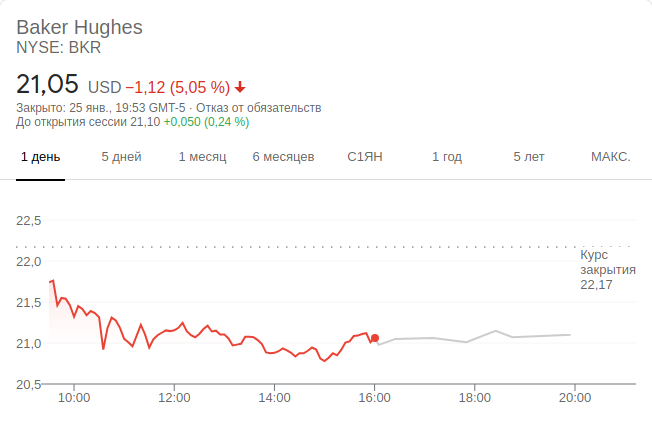 Baker Hughes
NYSE: BKR
21,05 USD −1,12 (5,05 %)
Закрыто: 25 янв., 19:53 GMT-5 · Отказ от обязательств
До открытия сессии 21,10 +0,050 (0,24 %)
1 день 5 дней 1 месяц 6 месяцев С1ЯН 1 год 5 лет МАКС.
22,5
Курс
закрытия
22,17
22,0
21,5
21,0
20,5
10:00 12:00 14:00 16:00 18:00 20:00